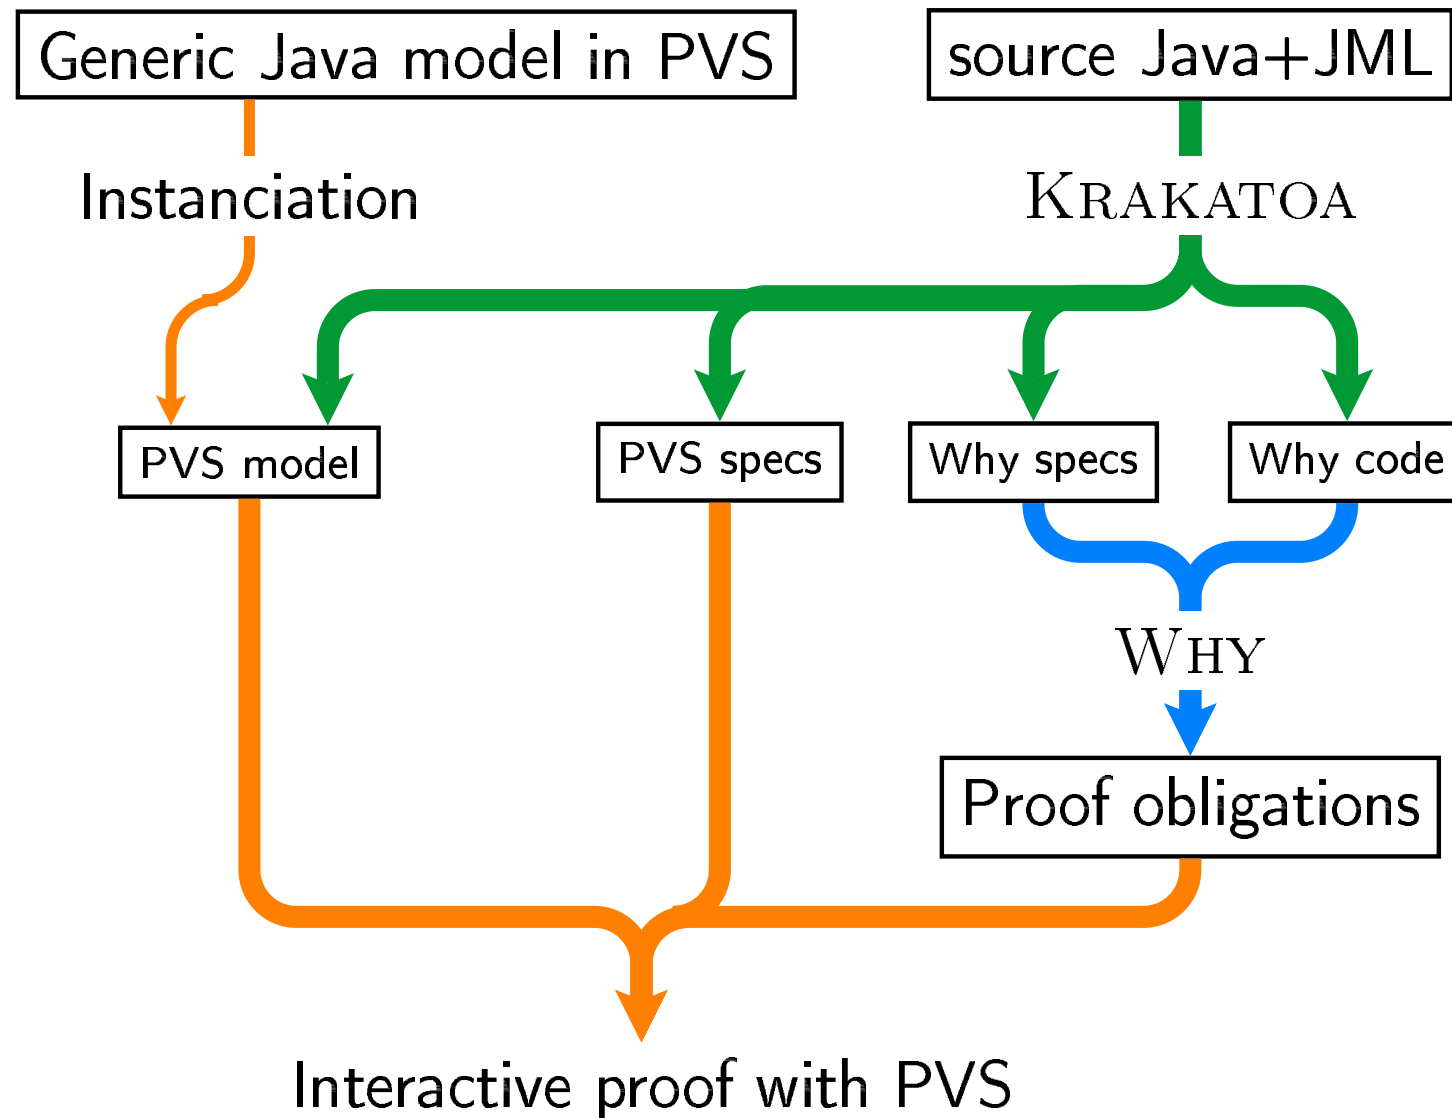 Generic Java model in PVS
source Java+JML
Instanciation
KRAKATOA
PVS model
PVS specs
Why specs
Why code
WHY
Proof obligations
Interactive proof with PVS